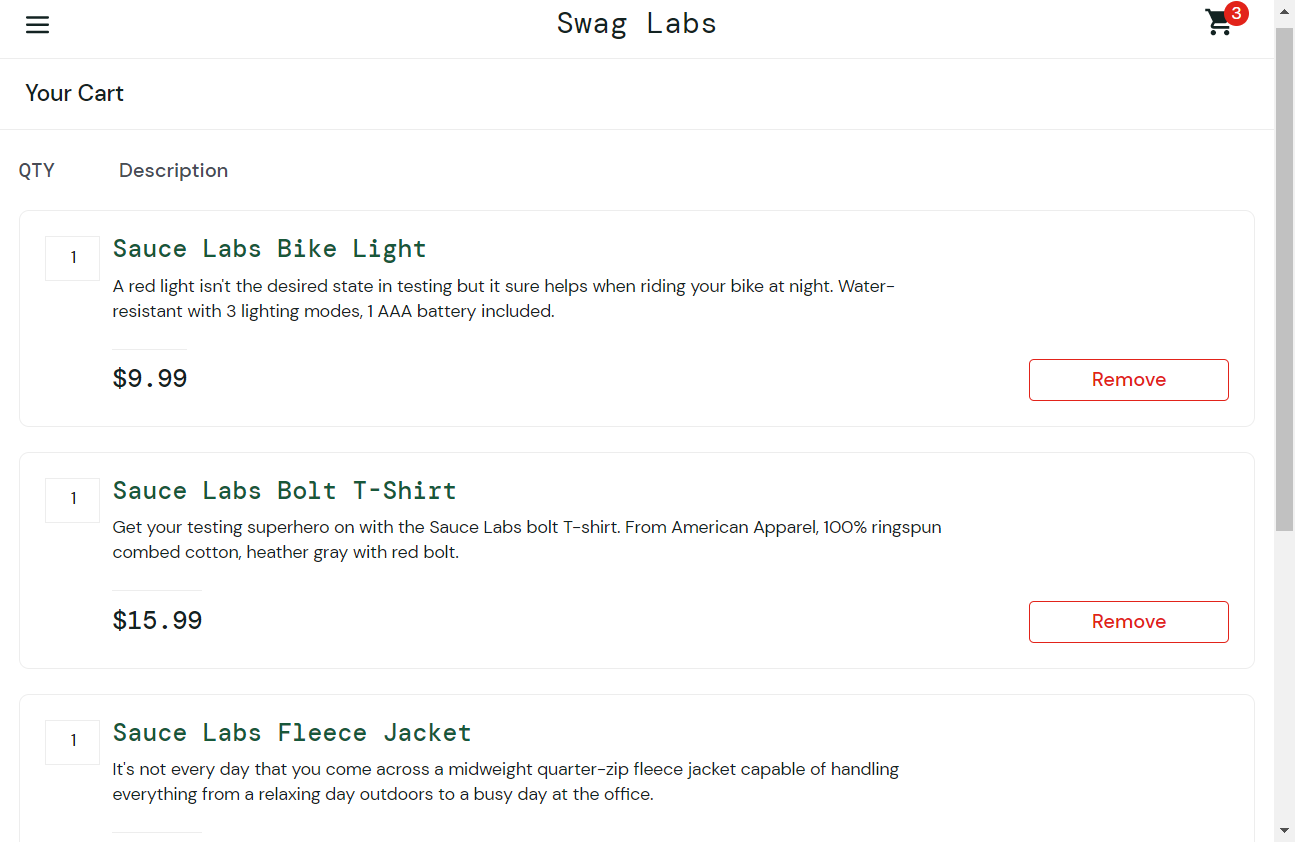 Swag Labs
3
Your Cart
QTY
Description
1
Sauce Labs Bike Light
A red light isn't the desired state in testing but it sure helps when riding your bike at night. Water-
resistant with 3 lighting modes, 1 AAA battery included.
$9.99
Remove
1
Sauce Labs Bolt T-Shirt
Get your testing superhero on with the Sauce Labs bolt T-shirt. From American Apparel, 100% ringspun
combed cotton, heather gray with red bolt.
$15.99
Remove
1
Sauce Labs Fleece Jacket
It's not every day that you come across a midweight quarter-zip fleece jacket capable of handling
everything from a relaxing day outdoors to a busy day at the office.